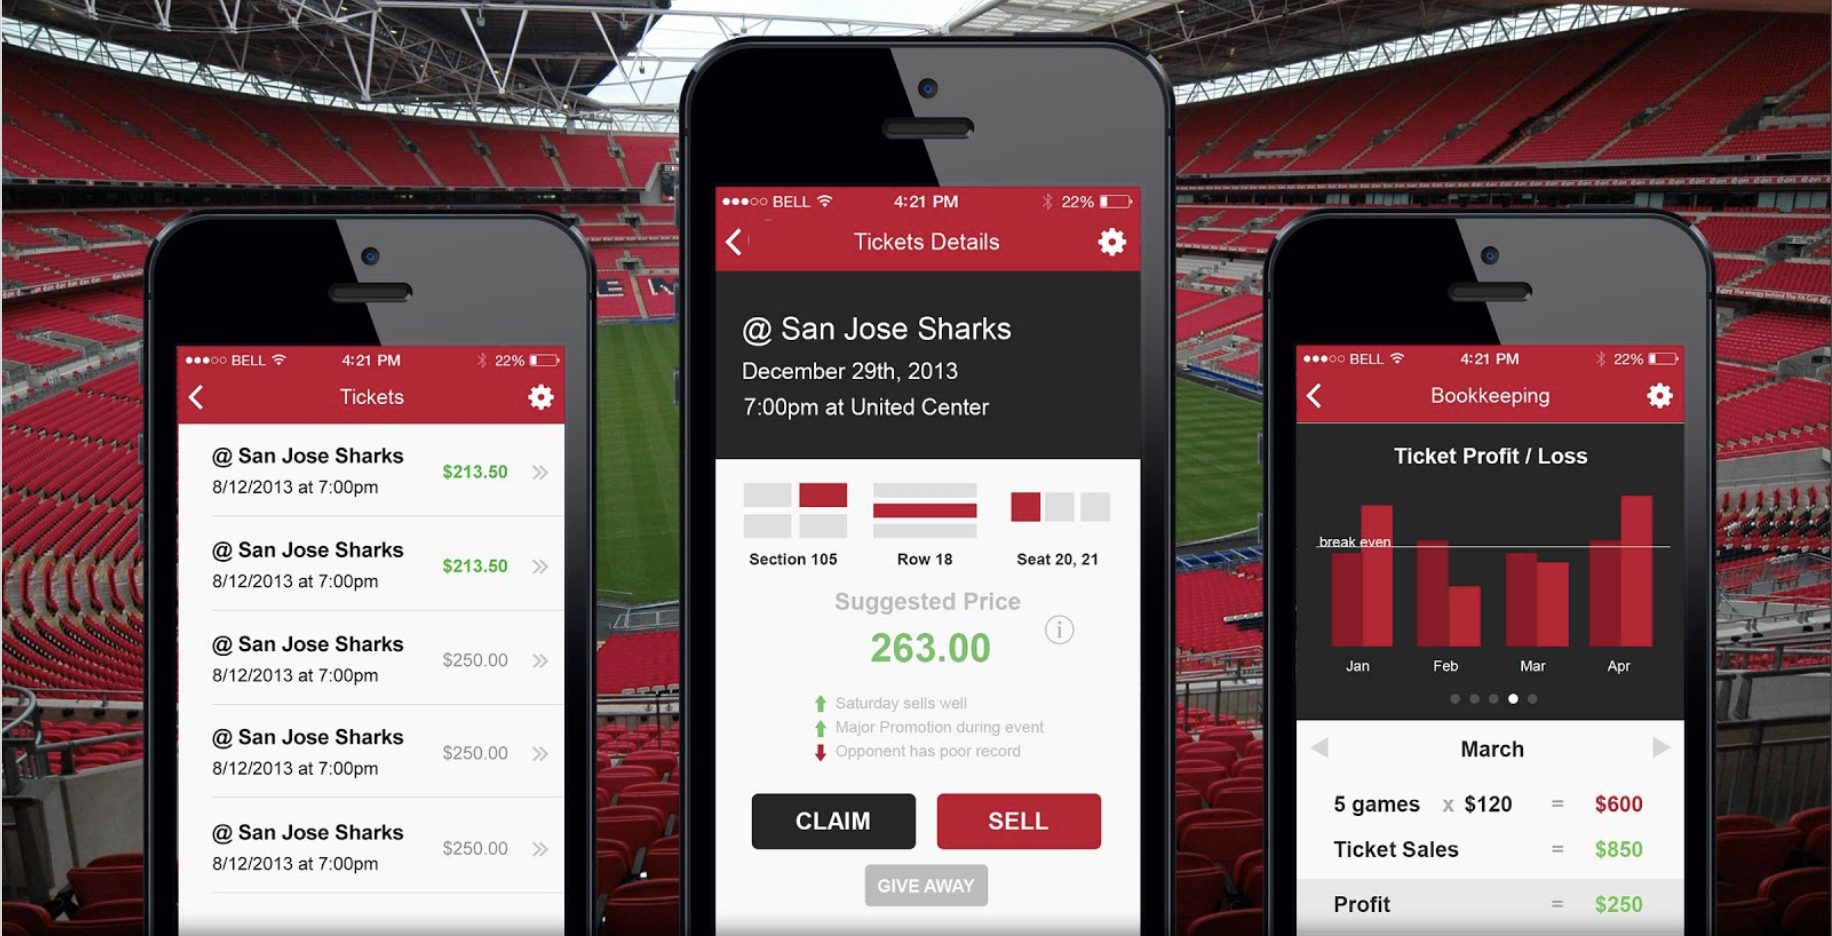 BELL 4:21 PM 22%
Tickets
@ San Jose Sharks
$213.50
8/12/2013 at 7:00pm
@ San Jose Sharks
$213.50
8/12/2013 at 7:00pm
@ San Jose Sharks
$250.00
8/12/2013 at 7:00pm
@ San Jose Sharks
$250.00
8/12/2013 at 7:00pm
@ San Jose Sharks
$250.00
8/12/2013 at 7:00pm
BELL 4:21 PM 22%
Tickets Details
@ San Jose Sharks
December 29th, 2013
7:00pm at United Center
Section 105 Row 18 Seat 20, 21
Suggested Price
263.00
i
Saturday sells well
Major Promotion during event
Opponent has poor record
CLAIM SELL
GIVE AWAY
BELL 4:21 PM 22%
Bookkeeping
Ticket Profit / Loss
break even
Jan Feb Mar Apr
March
5 games x $120 = $600
Ticket Sales = $850
Profit = $250